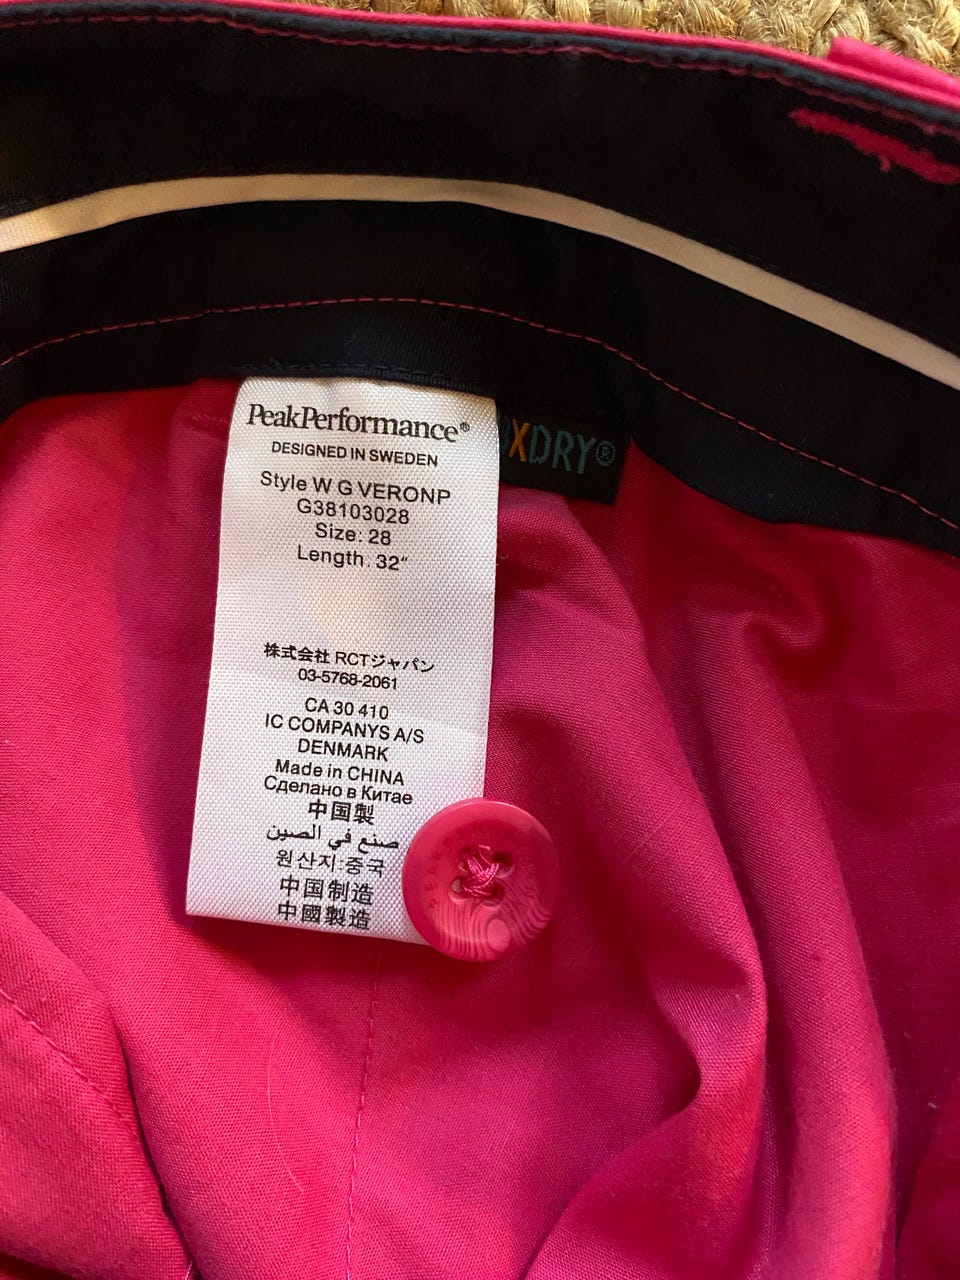 PeakPerformance®
DESIGNED IN SWEDEN
Style W G VERONP
G38103028
Size: 28
Length. 32"
株式会社 RCTジャパン
03-5768-2061
CA 30 410
IC COMPANYS A/S
DENMARK
Made in CHINA
Сделано в Китае
中国製
صنع في الصين
원산지:중국
中国制造
中國製造
XDRY®